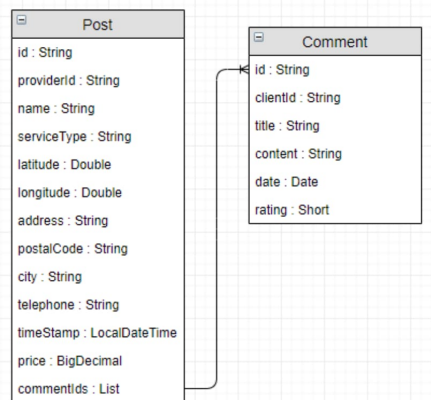 Post
id : String
providerId : String
name : String
serviceType : String
latitude : Double
longitude : Double
address : String
postalCode : String
city : String
telephone : String
timeStamp : LocalDateTime
price : BigDecimal
commentIds : List
Comment
id : String
clientId : String
title : String
content : String
date : Date
rating : Short